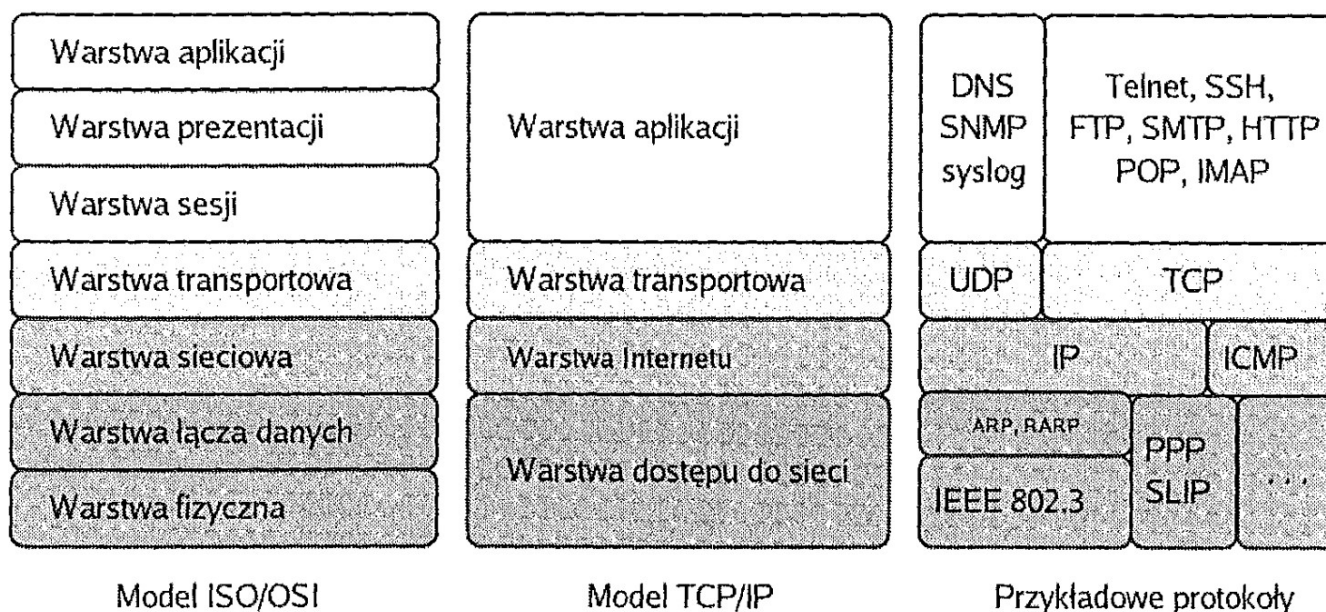 Warstwa aplikacji
Warstwa prezentacji
Warstwa sesji
Warstwa transportowa
Warstwa sieciowa
Warstwa łącza danych
Warstwa fizyczna
Model ISO/OSI
Warstwa aplikacji
Warstwa transportowa
Warstwa Internetu
Warstwa dostępu do sieci
Model TCP/IP
DNS
SNMP
syslog
Telnet, SSH,
FTP, SMTP, HTTP
POP, IMAP
UDP
TCP
IP
ICMP
ARP, RARP
IEEE 802.3
PPP
SLIP
...
Przykładowe protokoły